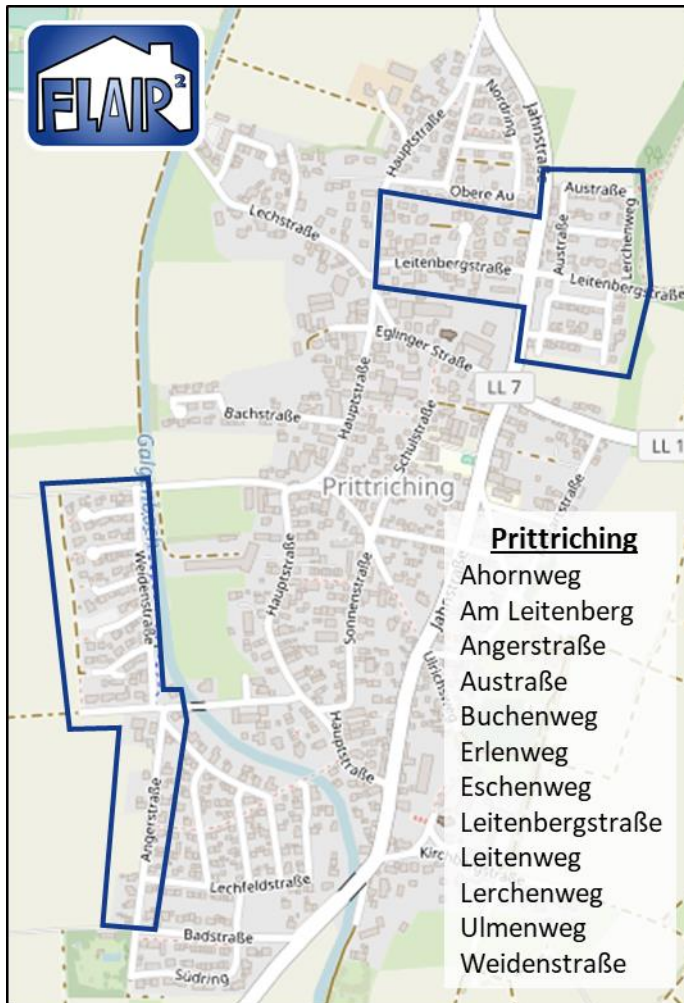 FLAIR²
Nordring
Jahnstraße
Hauptstraße
Obere Au
Austraße
Lerchenweg
Lechstraße
Leitenbergstraße
Austraße
Leitenbergstraße
Eglinger Straße
LL 7
Bachstraße
Hauptstraße
Schulstraße
LL 1
Prittriching
Weidenstraße
Hauptstraße
Sonnenstraße
Jahnstraße
Hauptstraße
Angerstraße
Lechfeldstraße
Badstraße
Südring
Prittriching
Ahornweg
Am Leitenberg
Angerstraße
Austraße
Buchenweg
Erlenweg
Eschenweg
Leitenbergstraße
Leitenweg
Lerchenweg
Ulmenweg
Weidenstraße